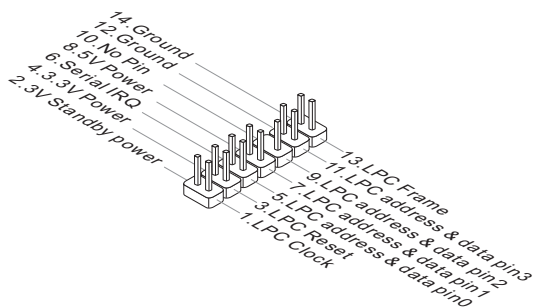 14.Ground
12.Ground
10.No Pin
8.5V Power
6.Serial IRQ
4.3.3V Power
2.3V Standby power
13.LPC Frame
11.LPC address & data pin3
9.LPC address & data pin2
7.LPC address & data pin1
5.LPC address & data pin0
3.LPC Reset
1.LPC Clock